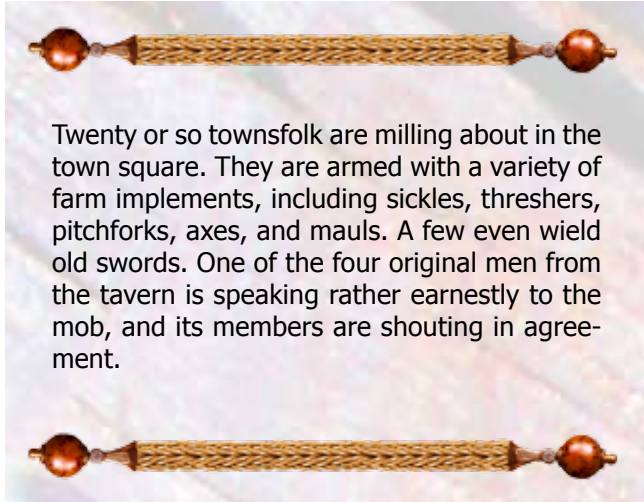 Twenty or so townsfolk are milling about in the
town square. They are armed with a variety of
farm implements, including sickles, threshers,
pitchforks, axes, and mauls. A few even wield
old swords. One of the four original men from
the tavern is speaking rather earnestly to the
mob, and its members are shouting in agree-
ment.